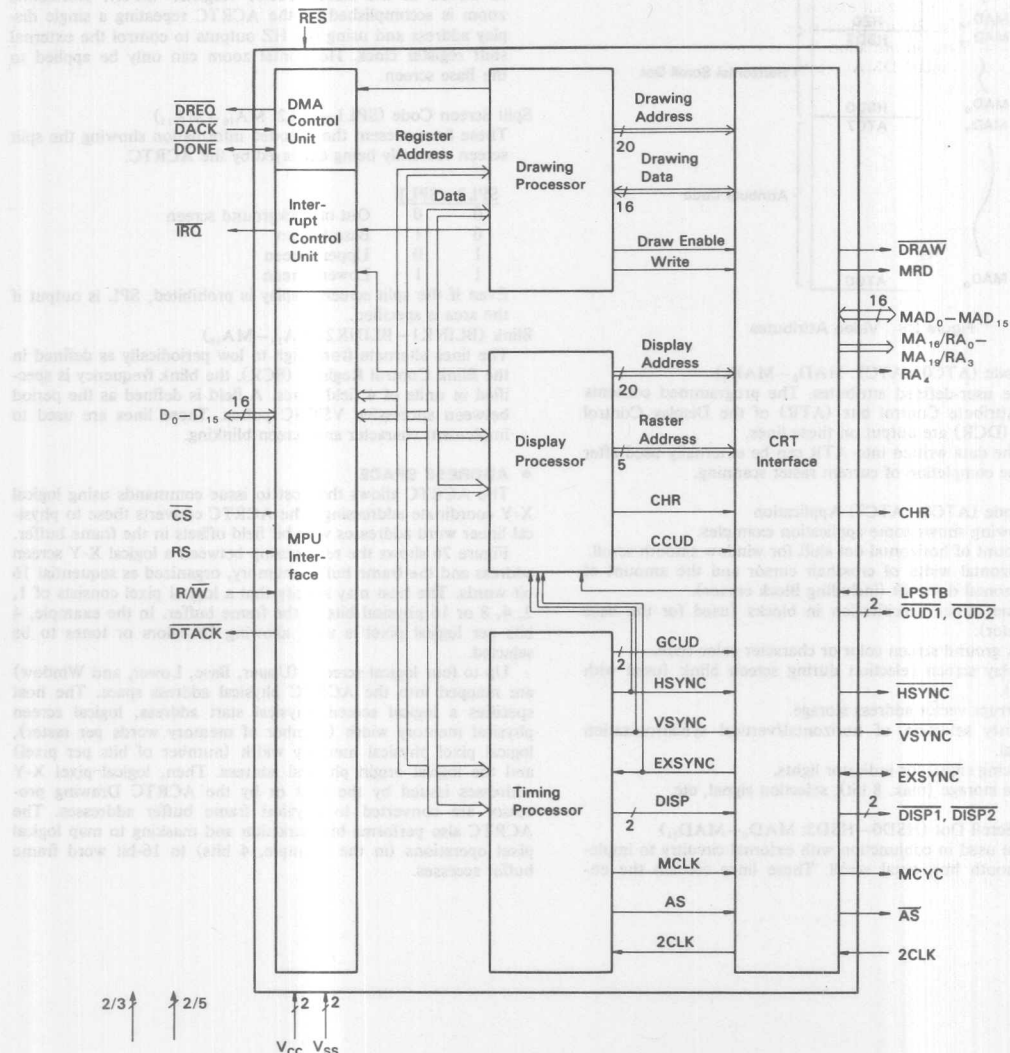 RES
DREQ
DACK
DONE
IRQ
DMA
Control
Unit
Inter-
rupt
Control
Unit
Register
Address
Data
Drawing
Processor
Drawing
Address
20
Drawing
Data
16
Draw Enable
Write
DRAW
MRD
16
MAD₀–MAD₁₅
MA₁₆/RA₀–
MA₁₉/RA₃
RA₄
16
D₀–D₁₅
CS
RS
R/W
DTACK
MPU
Inter-
face
Display
Processor
Display
Address
20
Raster
Address
5
CHR
CCUD
CRT
Interface
CHR
LPSTB
2
CUD1, CUD2
Timing
Processor
GCUD
2
HSYNC
VSYNC
EXSYNC
DISP
2
MCLK
AS
2CLK
HSYNC
VSYNC
EXSYNC
2
DISP1, DISP2
MCYC
AS
2CLK
2/3
2/5
2
2
Vcc
Vss